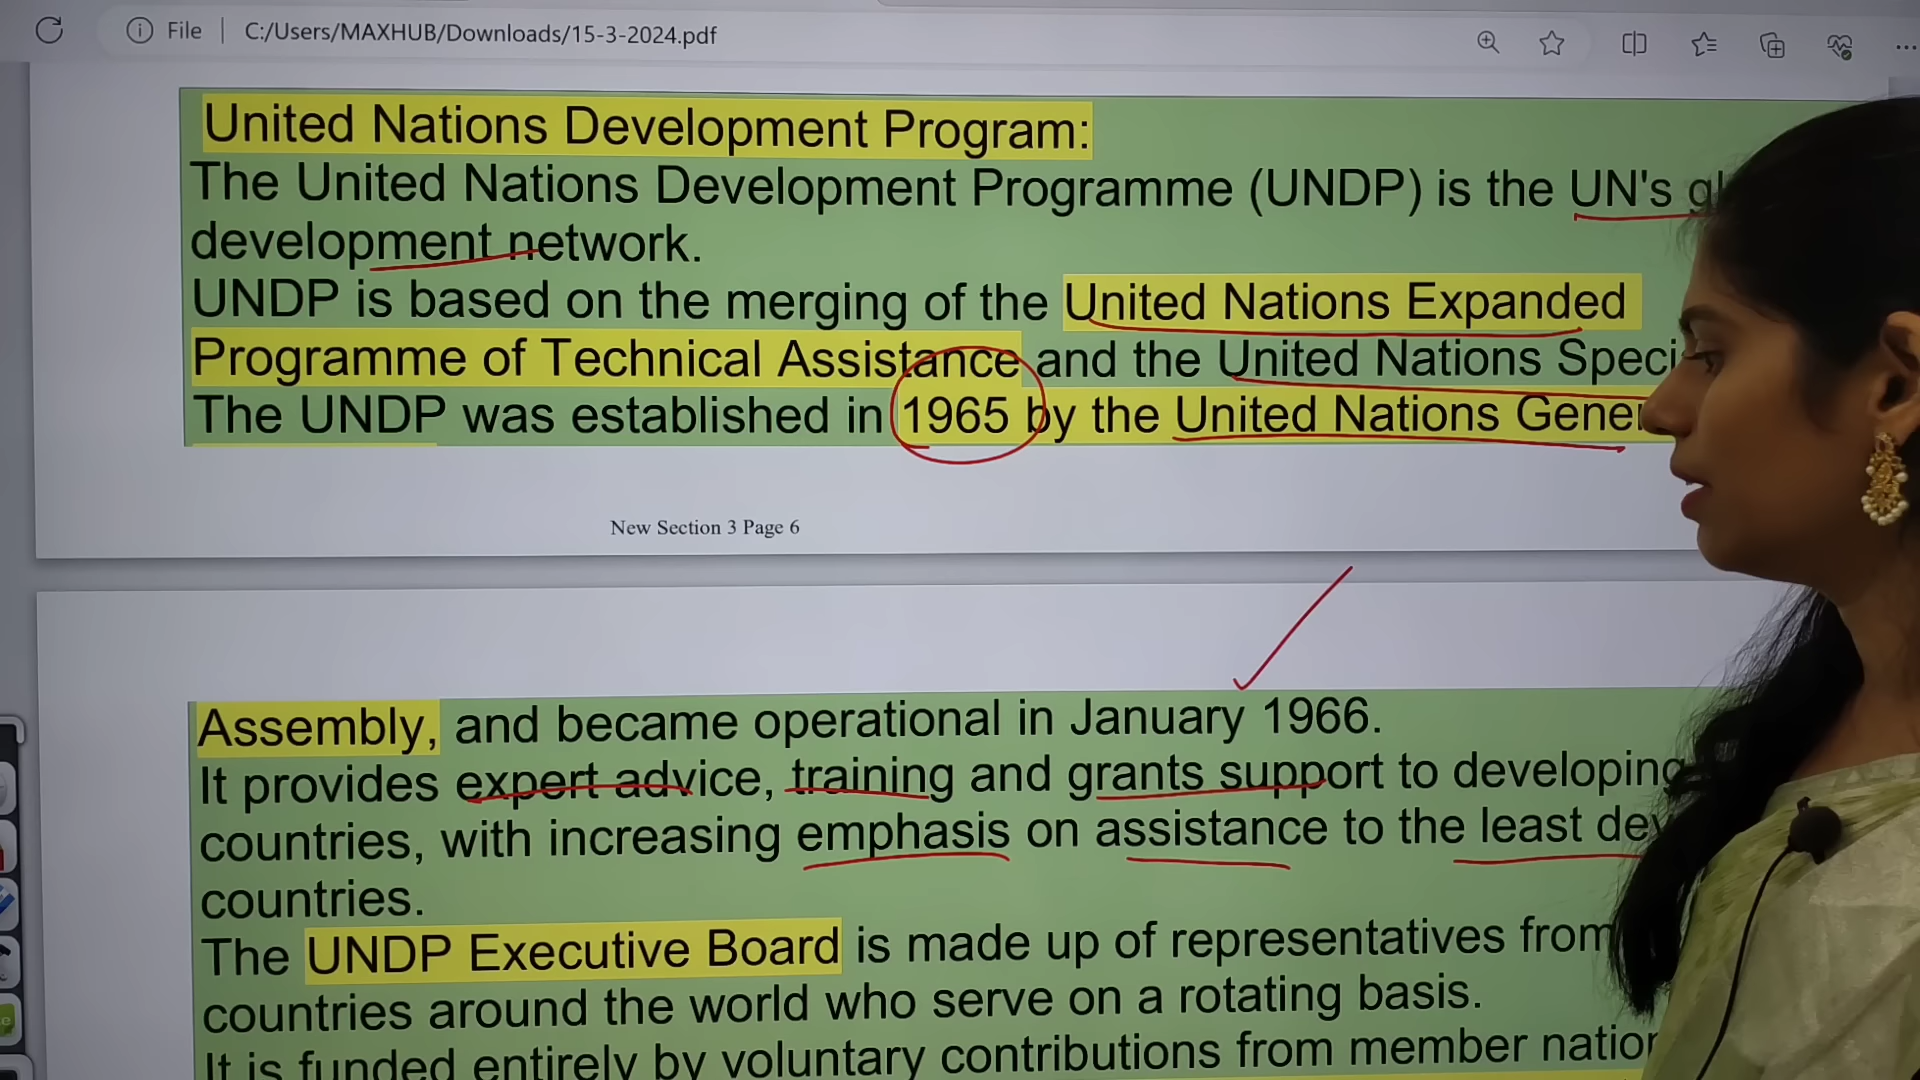 File | C:/Users/MAXHUB/Downloads/15-3-2024.pdf
United Nations Development Program:
The United Nations Development Programme (UNDP) is the UN's
development network.
UNDP is based on the merging of the United Nations Expanded
Programme of Technical Assistance and the United Nations
The UNDP was established in 1965 by the United Nations
New Section 3 Page 6
Assembly, and became operational in January 1966.
It provides expert advice, training and grants support to developing
countries, with increasing emphasis on assistance to the least
countries.
The UNDP Executive Board is made up of representatives from
countries around the world who serve on a rotating basis.
It is funded entirely by voluntary contributions from member